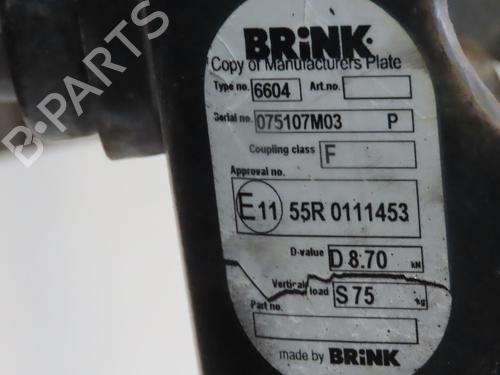 BRINK
Copy of Manufacturers Plate
Type no. 6604 Art.no.
Serial no. 075107M03 P
Coupling class F
Approval no.
E11 55R 0111453
D-value D 8.70 kN
Vertical load S 75 kg
Part no.
made by BRINK
B-PARTS